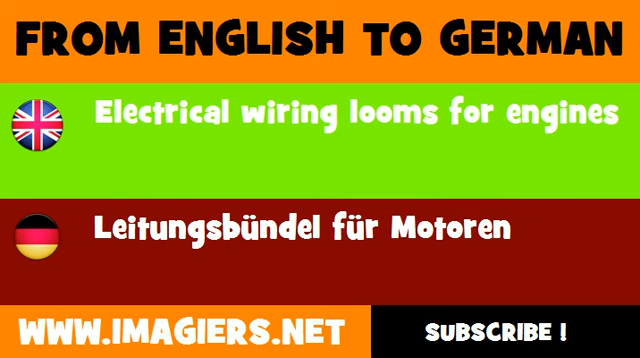 FROM ENGLISH TO GERMAN
Electrical wiring looms for engines
Leitungsbündel für Motoren
WWW.IMAGIERS.NET
SUBSCRIBE !